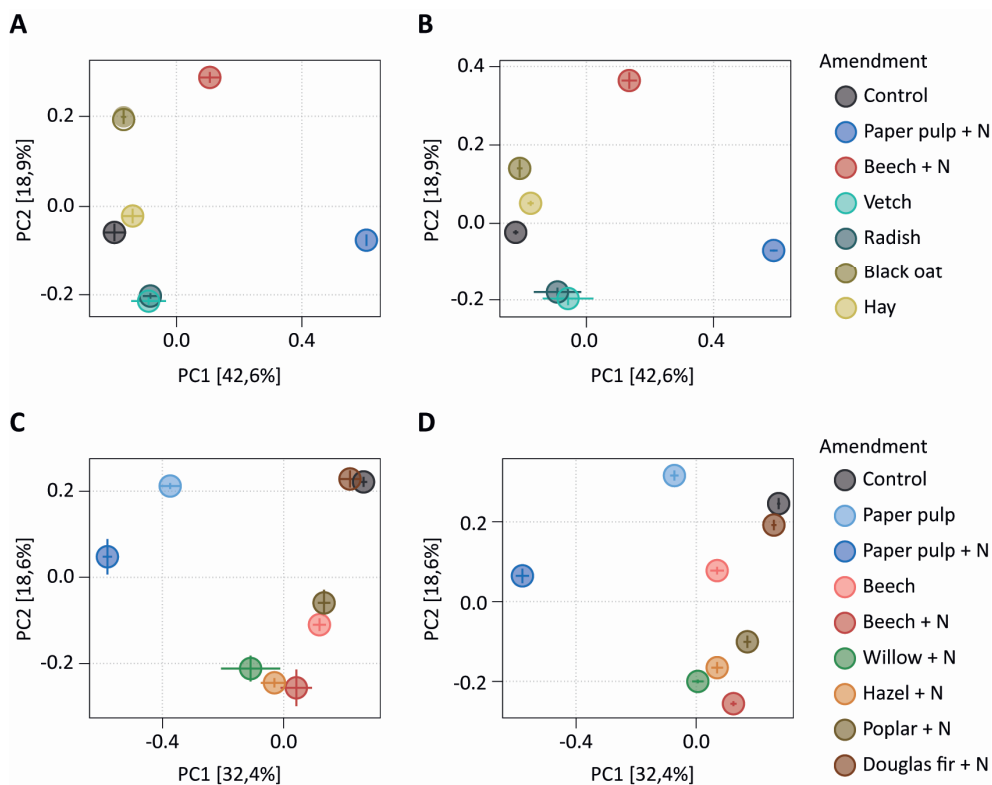 A
B
0.2
0.0
-0.2
PC2 [18,9%]
0.0
0.4
PC1 [42,6%]
0.4
0.2
0.0
-0.2
PC2 [18,9%]
0.0
0.4
PC1 [42,6%]
Amendment
Control
Paper pulp + N
Beech + N
Vetch
Radish
Black oat
Hay
C
D
0.2
0.0
-0.2
PC2 [18,6%]
-0.4
0.0
PC1 [32,4%]
0.2
0.0
-0.2
PC2 [18,6%]
-0.4
0.0
PC1 [32,4%]
Amendment
Control
Paper pulp
Paper pulp + N
Beech
Beech + N
Willow + N
Hazel + N
Poplar + N
Douglas fir + N